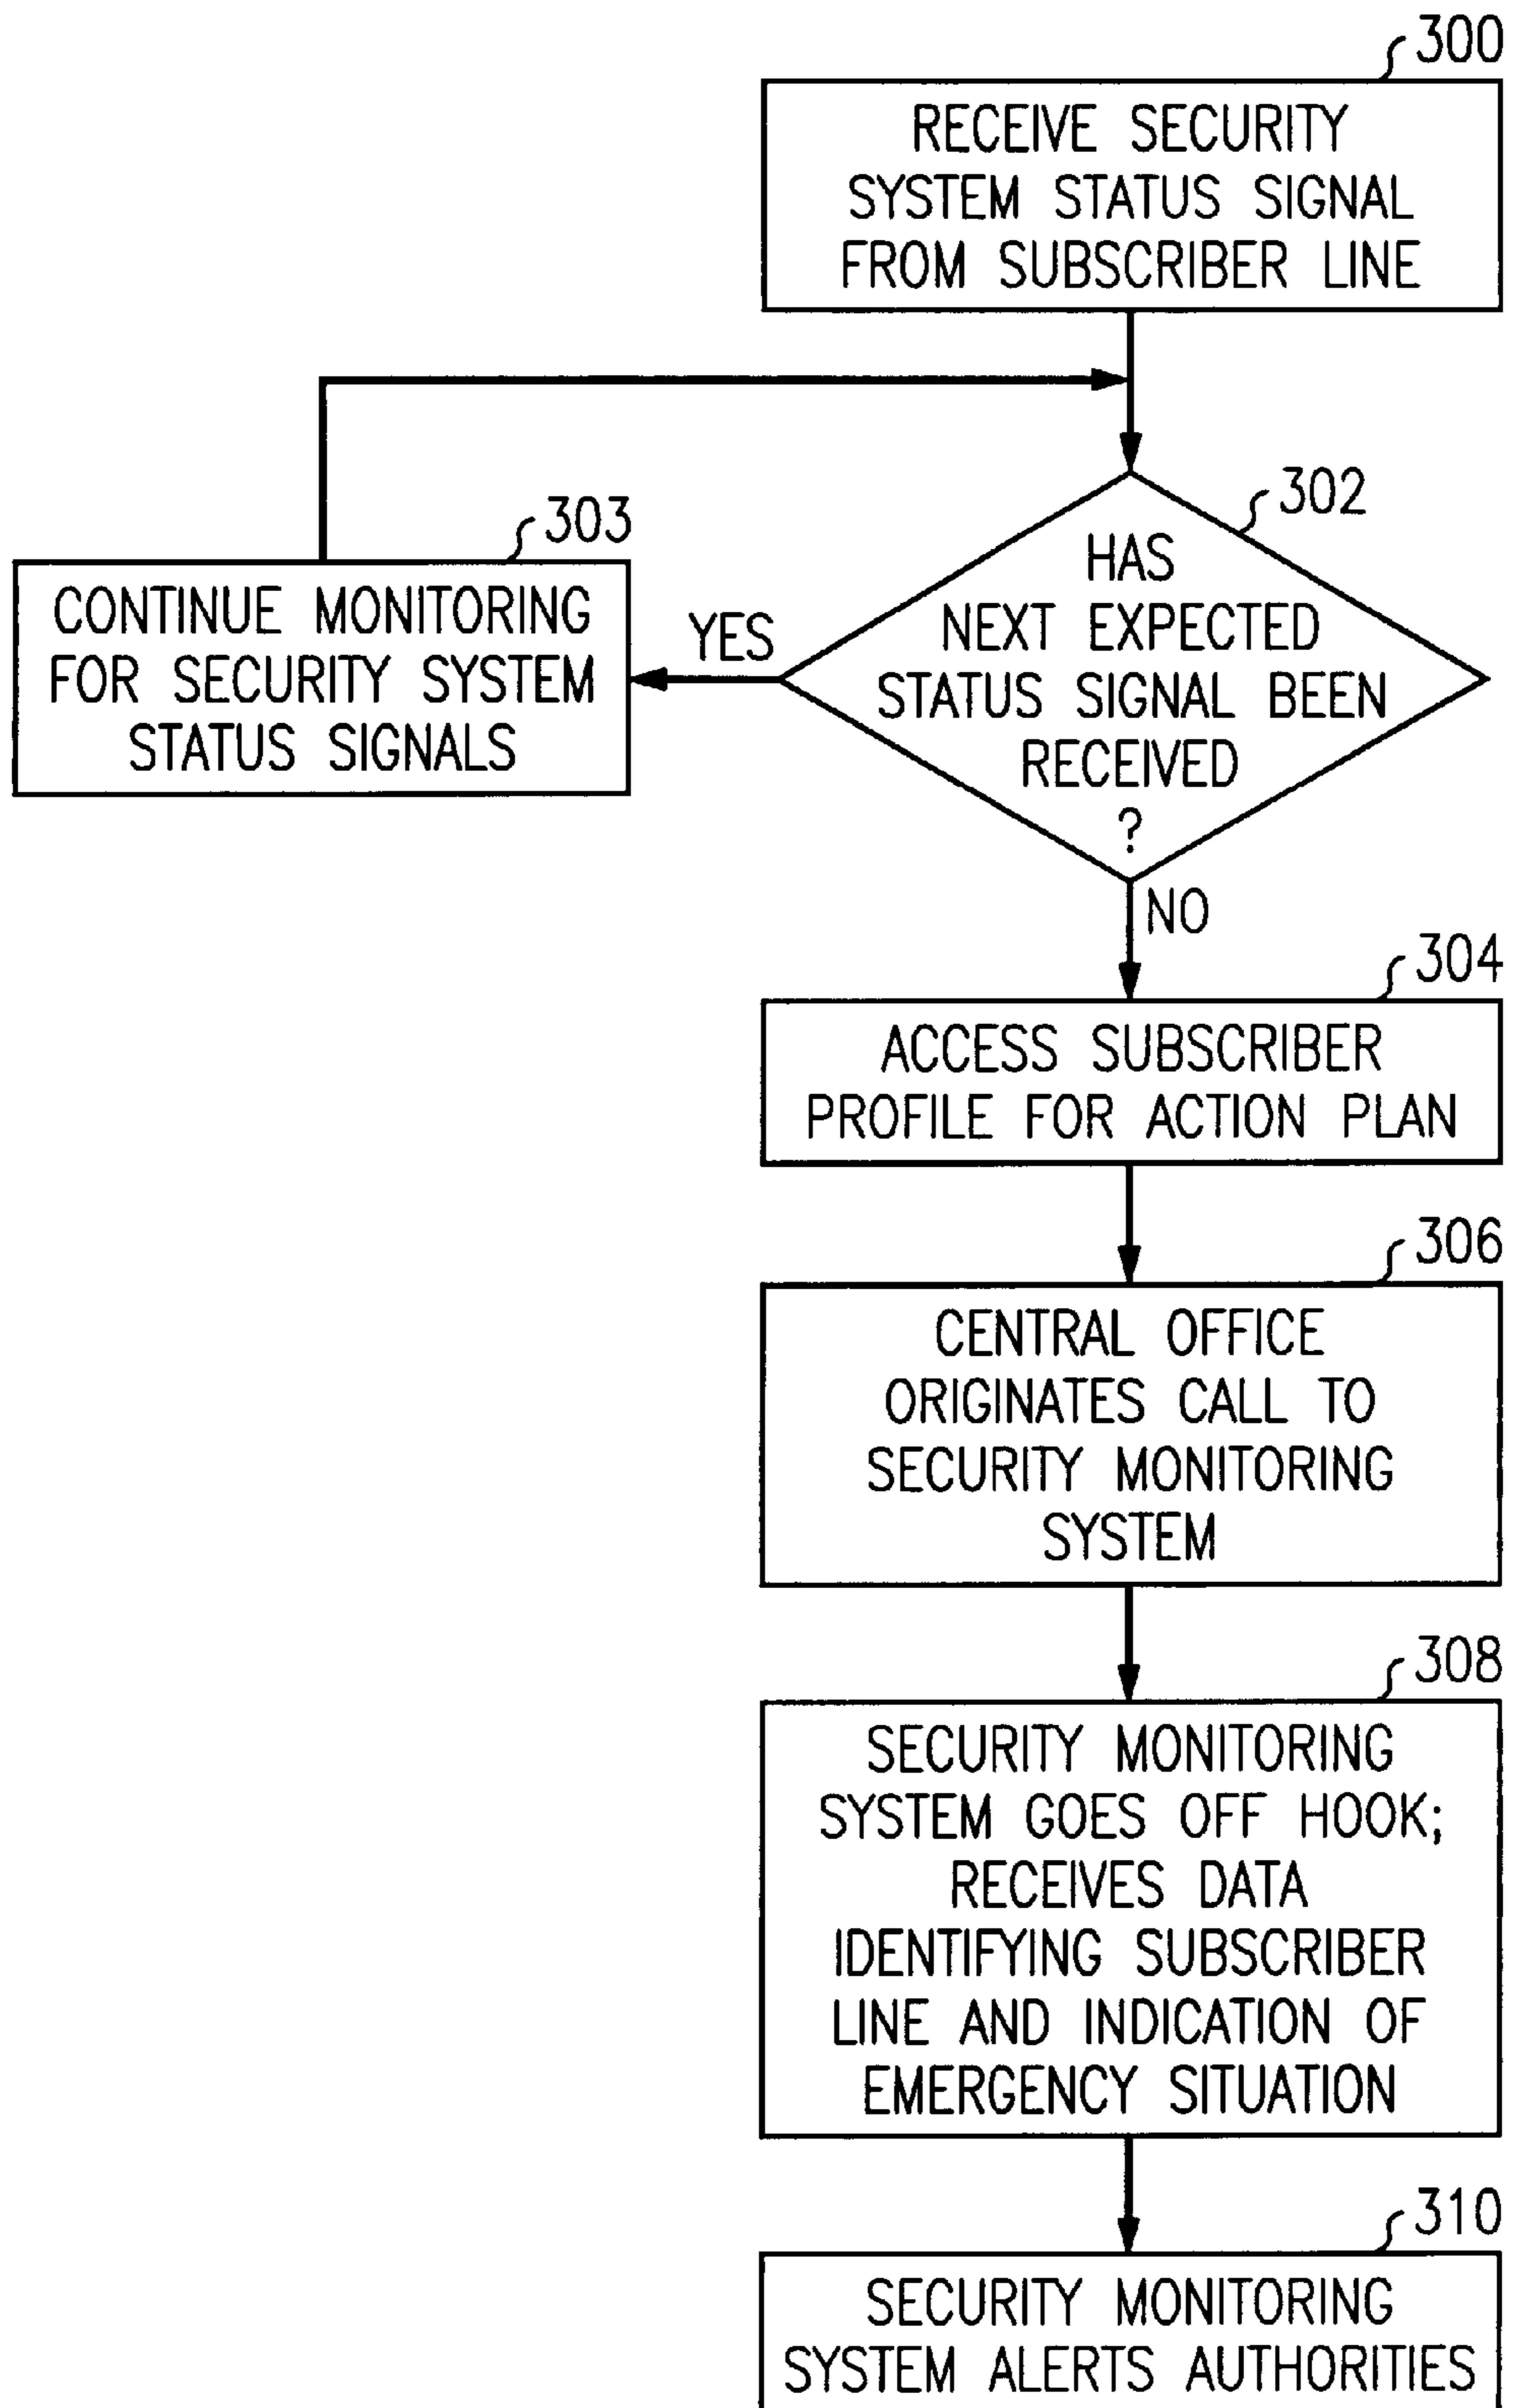 300
RECEIVE SECURITY
SYSTEM STATUS SIGNAL
FROM SUBSCRIBER LINE
302
HAS
NEXT EXPECTED
STATUS SIGNAL BEEN
RECEIVED
?
YES
303
CONTINUE MONITORING
FOR SECURITY SYSTEM
STATUS SIGNALS
NO
304
ACCESS SUBSCRIBER
PROFILE FOR ACTION PLAN
306
CENTRAL OFFICE
ORIGINATES CALL TO
SECURITY MONITORING
SYSTEM
308
SECURITY MONITORING
SYSTEM GOES OFF HOOK;
RECEIVES DATA
IDENTIFYING SUBSCRIBER
LINE AND INDICATION OF
EMERGENCY SITUATION
310
SECURITY MONITORING
SYSTEM ALERTS AUTHORITIES